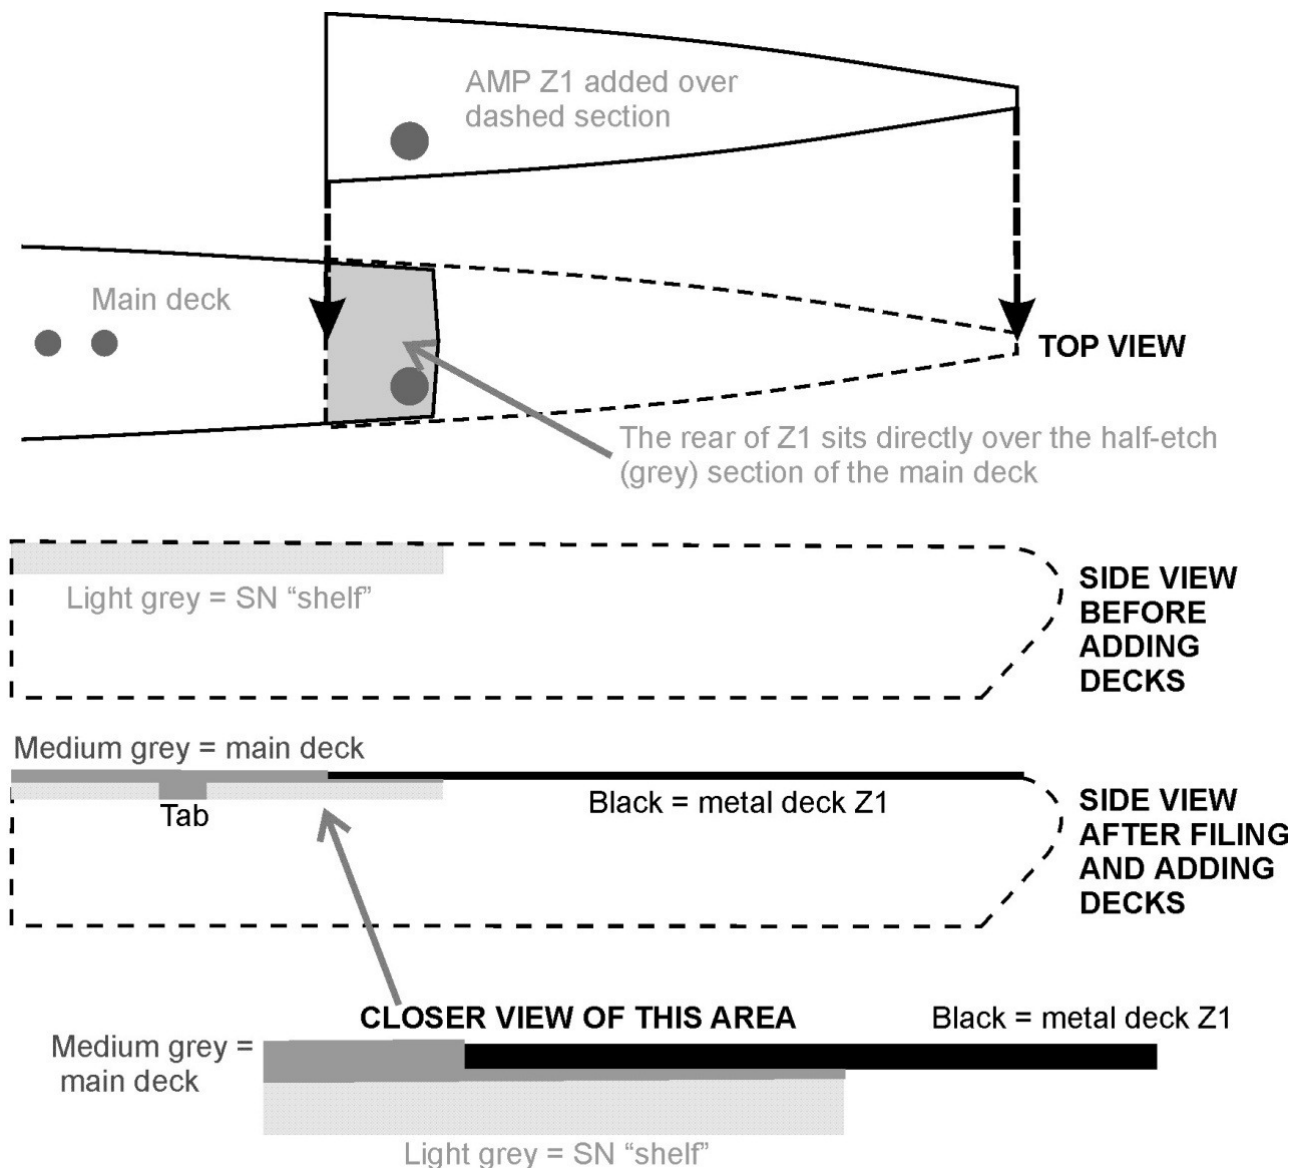 AMP Z1 added over
dashed section
Main deck
TOP VIEW
The rear of Z1 sits directly over the half-etch
(grey) section of the main deck
Light grey = SN “shelf”
SIDE VIEW
BEFORE
ADDING
DECKS
Medium grey = main deck
Tab
Black = metal deck Z1
SIDE VIEW
AFTER FILING
AND ADDING
DECKS
CLOSER VIEW OF THIS AREA
Black = metal deck Z1
Medium grey =
main deck
Light grey = SN “shelf”